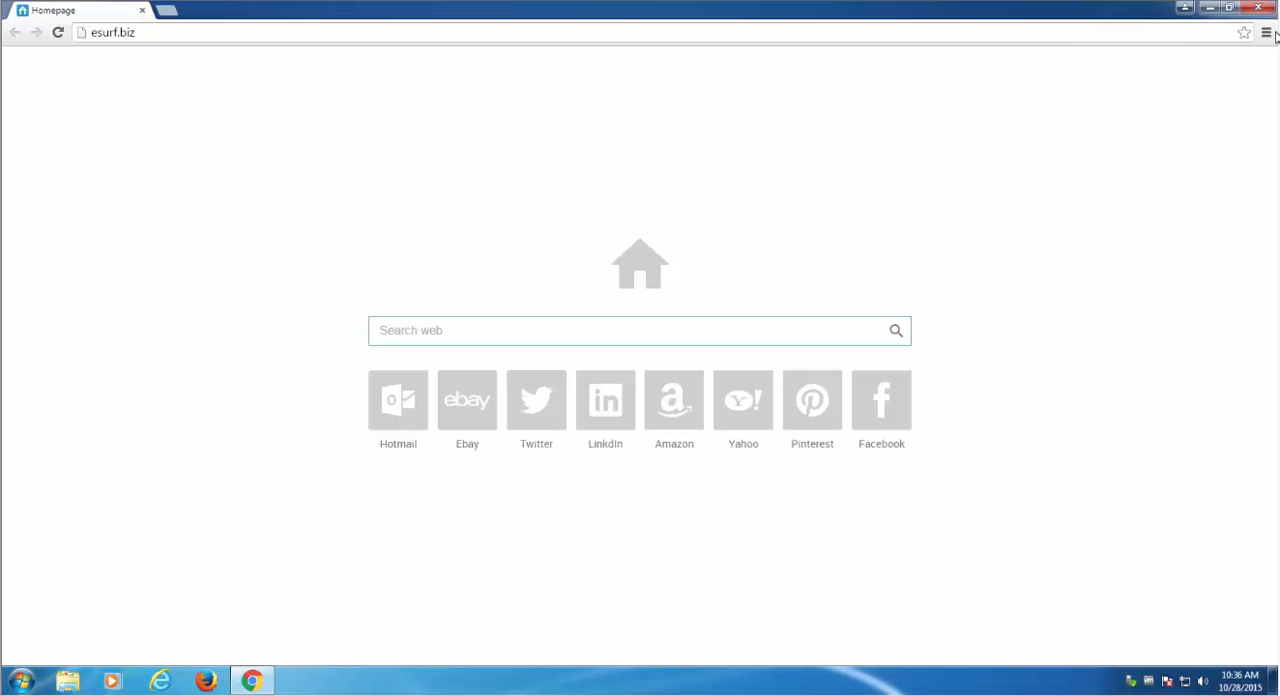 Homepage
esurf.biz
Search web
ebay
Hotmail Ebay Twitter LinkdIn Amazon Yahoo Pinterest Facebook
10:36 AM
10/28/2015